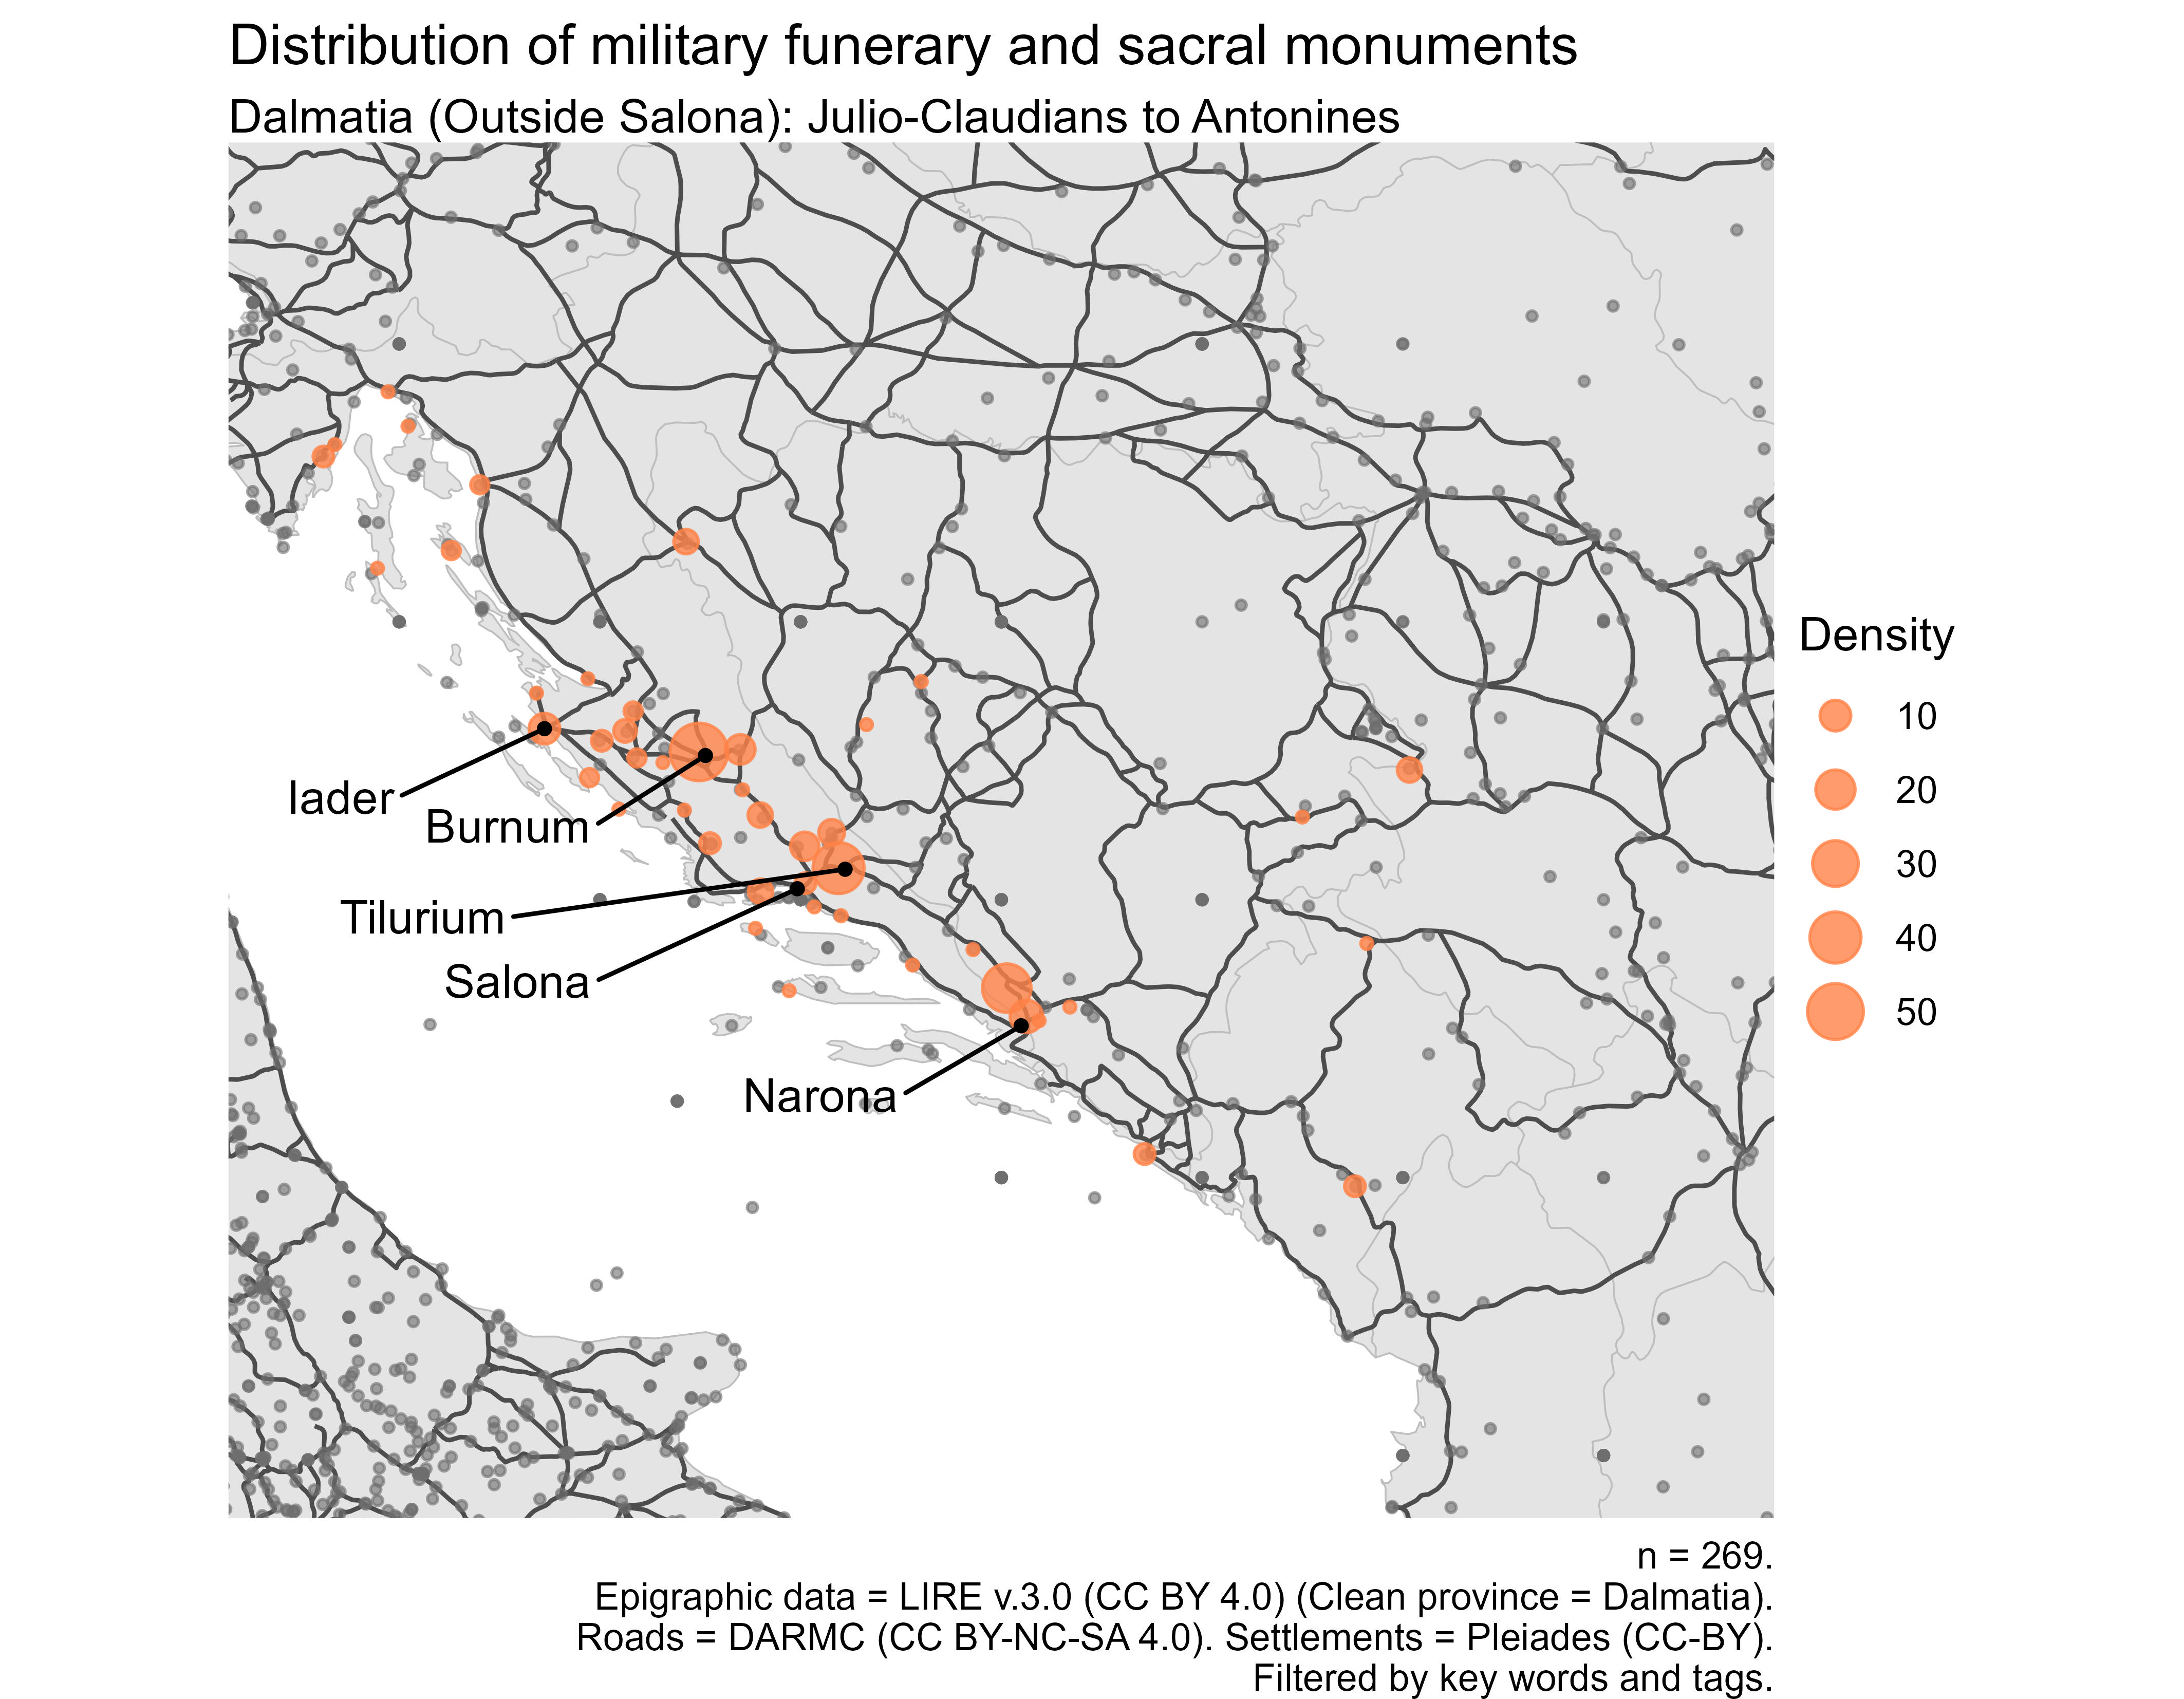 Distribution of military funerary and sacral monuments
Dalmatia (Outside Salona): Julio-Claudians to Antonines
Iader
Burnum
Tilurium
Salona
Narona
Density
10
20
30
40
50
n = 269.
Epigraphic data = LIRE v.3.0 (CC BY 4.0) (Clean province = Dalmatia).
Roads = DARMC (CC BY-NC-SA 4.0). Settlements = Pleiades (CC-BY).
Filtered by key words and tags.